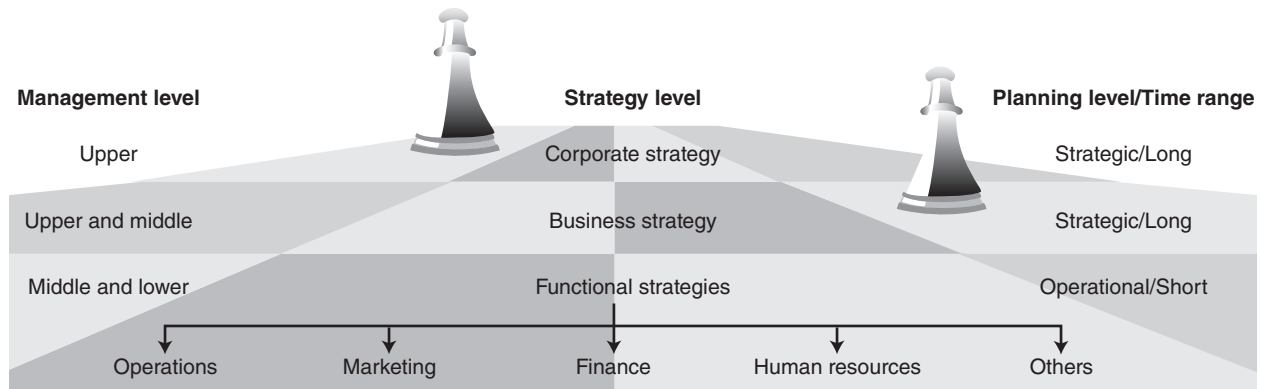 Management level Strategy level Planning level/Time range
Upper Corporate strategy Strategic/Long
Upper and middle Business strategy Strategic/Long
Middle and lower Functional strategies Operational/Short
Operations Marketing Finance Human resources Others